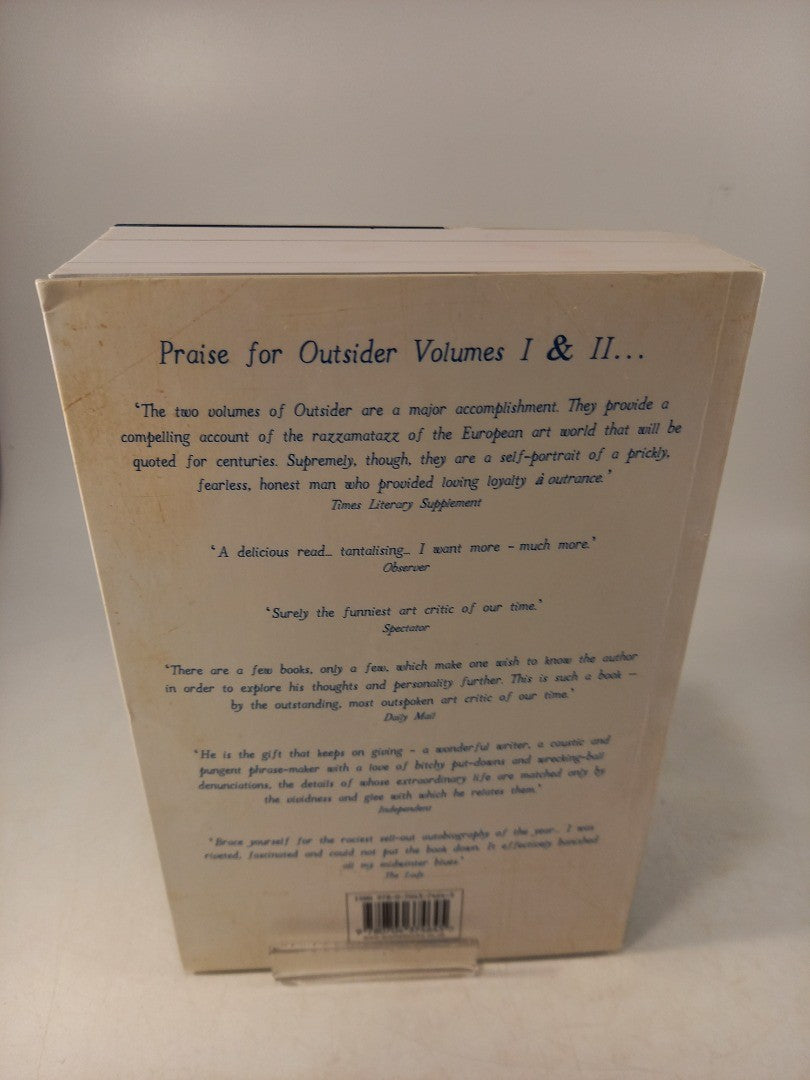 Praise for Outsider Volumes I & II...
'The two volumes of Outsider are a major accomplishment. They provide a
compelling account of the razzamatazz of the European art world that will be
quoted for centuries. Supremely, though, they are a self-portrait of a prickly,
fearless, honest man who provided loving loyalty à outrance.'
Times Literary Supplement
'A delicious read... tantalising... I want more - much more.'
Observer
'Surely the funniest art critic of our time.'
Spectator
'There are a few books, only a few, which make one wish to know the author
in order to explore his thoughts and personality further. This is such a book –
by the outstanding, most outspoken art critic of our time.'
Daily Mail
'He is the gift that keeps on giving - a wonderful writer, a caustic and
pungent phrase-maker with a love of bitchy put-downs and wrecking-ball
denunciations, the details of whose extraordinary life are matched only by
the vividness and glee with which he relates them.'
Independent
'Brace yourself for the raciest sell-out autobiography of the year... I was
riveted, fascinated and could not put the book down. It effectively banished
all my midwinter blues.'
The Lady
ISBN